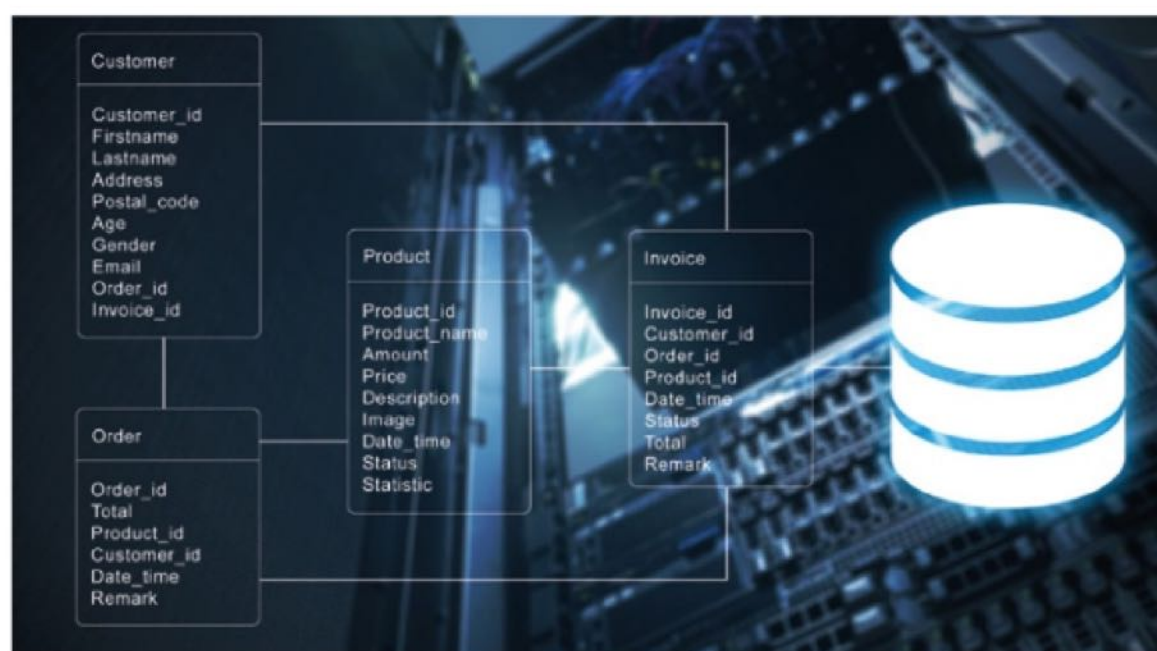 Customer
Customer_id
Firstname
Lastname
Address
Postal_code
Age
Gender
Email
Order_id
Invoice_id
Order
Order_id
Total
Product_id
Customer_id
Date_time
Remark
Product
Product_id
Product_name
Amount
Price
Description
Image
Date_time
Status
Statistic
Invoice
Invoice_id
Customer_id
Order_id
Product_id
Date_time
Status
Total
Remark